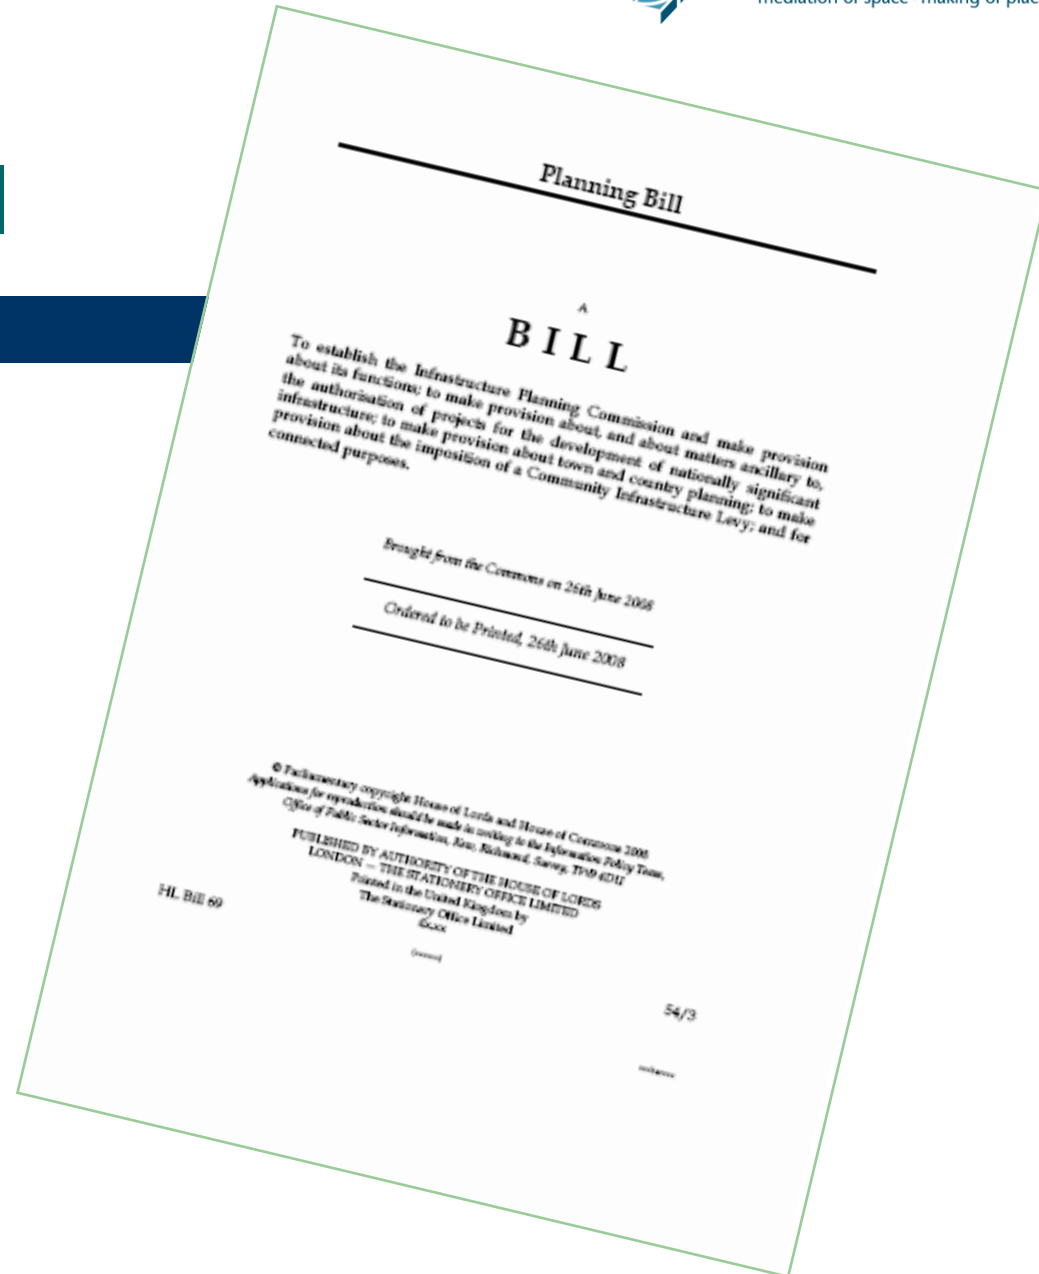 mediation of space · making of place
Planning Bill
A
BILL
To establish the Infrastructure Planning Commission and make provision
about its functions; to make provision about, and about matters ancillary to,
the authorisation of projects for the development of nationally significant
infrastructure; to make provision about town and country planning; to make
provision about the imposition of a Community Infrastructure Levy; and for
connected purposes.
Brought from the Commons on 26th June 2008
Ordered to be Printed, 26th June 2008
© Parliamentary copyright House of Lords and House of Commons 2008
Applications for reproduction should be made in writing to the Information Policy Team,
Office of Public Sector Information, Kew, Richmond, Surrey, TW9 4DU
PUBLISHED BY AUTHORITY OF THE HOUSE OF LORDS
LONDON — THE STATIONERY OFFICE LIMITED
Printed in the United Kingdom by
The Stationery Office Limited
£x.xx
HL Bill 69
54/3